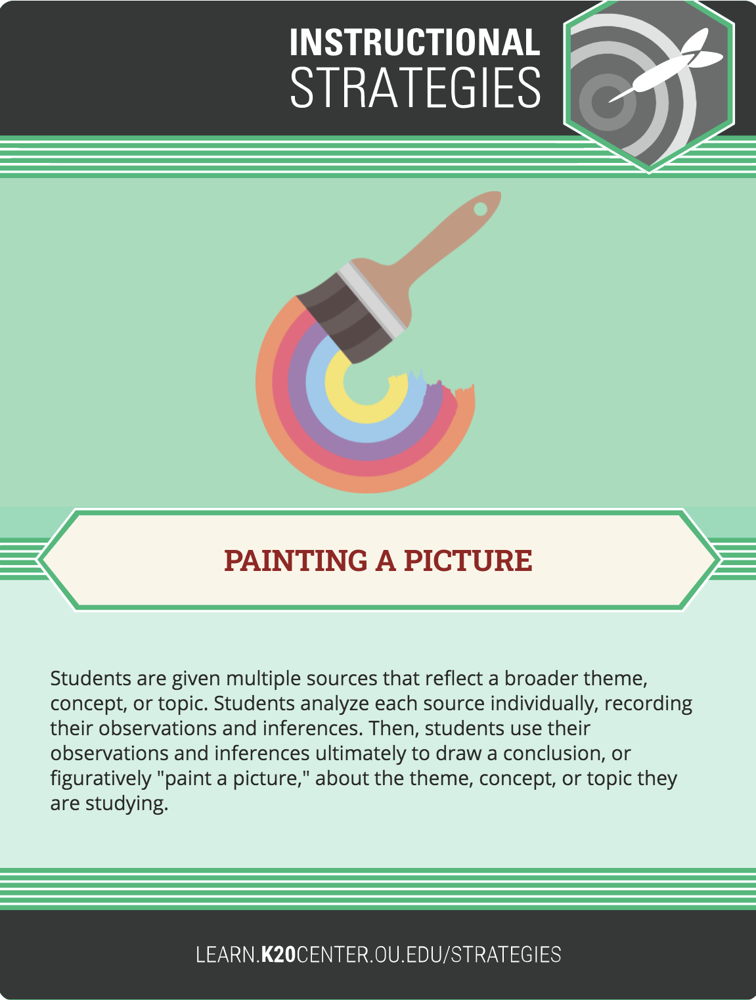 INSTRUCTIONAL
STRATEGIES
PAINTING A PICTURE
Students are given multiple sources that reflect a broader theme,
concept, or topic. Students analyze each source individually, recording
their observations and inferences. Then, students use their
observations and inferences ultimately to draw a conclusion, or
figuratively "paint a picture," about the theme, concept, or topic they
are studying.
LEARN.K20CENTER.OU.EDU/STRATEGIES